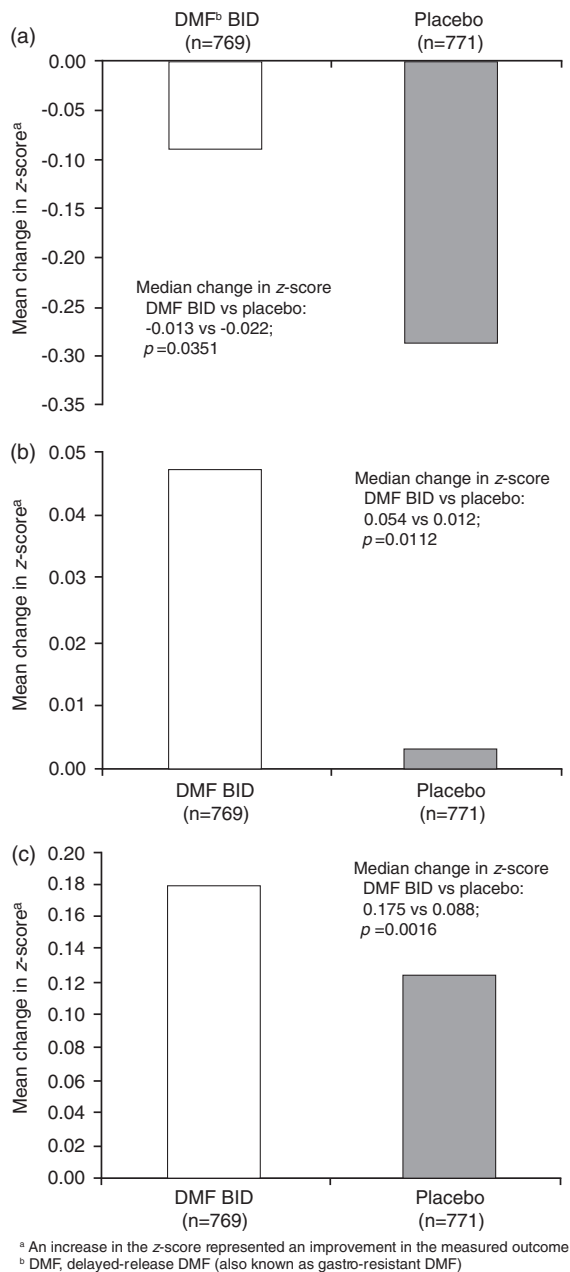 (a)
DMFᵇ BID
(n=769)
Placebo
(n=771)
0.00
-0.05
-0.10
-0.15
-0.20
-0.25
-0.30
-0.35
Mean change in z-scoreᵃ
Median change in z-score
DMF BID vs placebo:
-0.013 vs -0.022;
p=0.0351
(b)
0.05
0.04
0.03
0.02
0.01
0.00
Mean change in z-scoreᵃ
Median change in z-score
DMF BID vs placebo:
0.054 vs 0.012;
p=0.0112
DMF BID
(n=769)
Placebo
(n=771)
(c)
0.20
0.18
0.16
0.14
0.12
0.10
0.08
0.06
0.04
0.02
0.00
Mean change in z-scoreᵃ
Median change in z-score
DMF BID vs placebo:
0.175 vs 0.088;
p=0.0016
DMF BID
(n=769)
Placebo
(n=771)
ᵃ An increase in the z-score represented an improvement in the measured outcome
ᵇ DMF, delayed-release DMF (also known as gastro-resistant DMF)